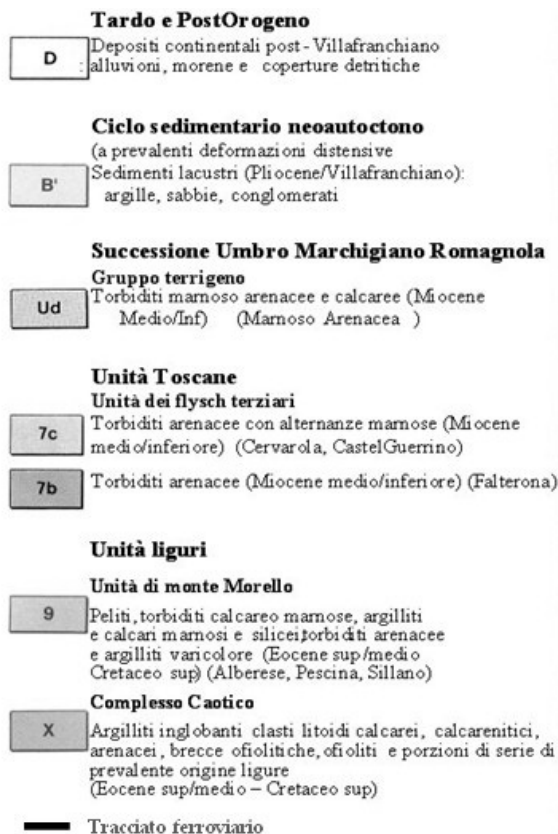 Tardo e PostOrogeno
D
Depositi continentali post-Villafranchiano
: alluvioni, morene e coperture detritiche
Ciclo sedimentario neoautoctono
(a prevalenti deformazioni distensive
B'
Sedimenti lacustri (Pliocene/Villafranchiano):
argille, sabbie, conglomerati
Successione Umbro Marchigiano Romagnola
Gruppo terrigeno
Ud
Torbiditi marnoso arenacee e calcaree (Miocene
Medio/Inf) (Marnoso Arenacea )
Unità Toscane
Unità dei flysch terziari
7c
Torbiditi arenacee con alternanze marnose (Miocene
medio/inferiore) (Cervarola, CastelGuerrino)
7b
Torbiditi arenacee (Miocene medio/inferiore) (Falterona)
Unità liguri
Unità di monte Morello
9
Peliti, torbiditi calcareo marnose, argilliti
e calcari marnosi e silicei, torbiditi arenacee
e argilliti varicolore (Eocene sup/medio
Cretaceo sup) (Alberese, Pescina, Sillano)
Complesso Caotico
X
Argilliti inglobanti clasti litoidi calcarei, calcarenitici,
arenacei, brecce ofiolitiche, ofioliti e porzioni di serie di
prevalente origine ligure
(Eocene sup/medio – Cretaceo sup)
Tracciato ferroviario